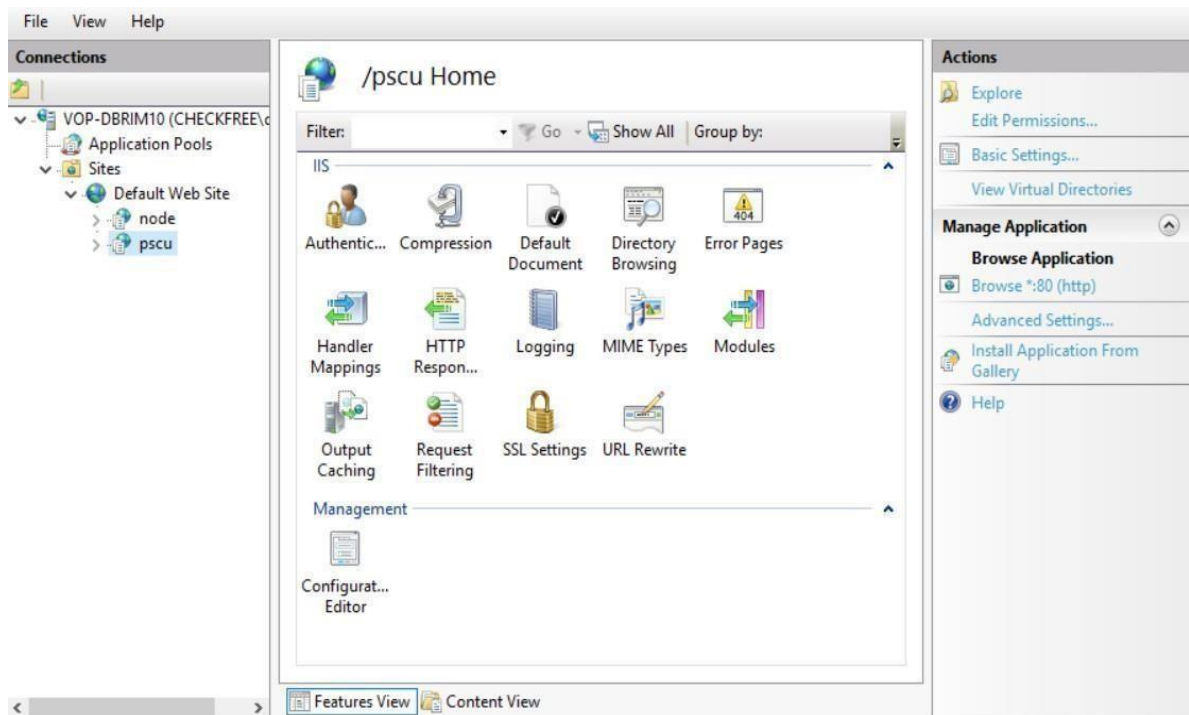 File View Help
Connections
VOP-DBRIM10 (CHECKFREE\
Application Pools
Sites
Default Web Site
node
pscu
/pscu Home
Filter: Go Show All Group by:
IIS
Authentic... Compression Default Document Directory Browsing Error Pages
404
Handler Mappings HTTP Respon... Logging MIME Types Modules
Output Caching Request Filtering SSL Settings URL Rewrite
Management
Configurat... Editor
Features View Content View
Actions
Explore
Edit Permissions...
Basic Settings...
View Virtual Directories
Manage Application
Browse Application
Browse *:80 (http)
Advanced Settings...
Install Application From
Gallery
Help